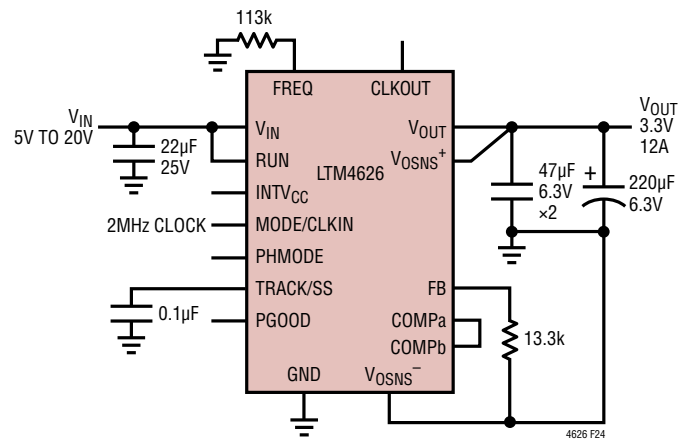 113k
FREQ
CLKOUT
VIN
5V TO 20V
22µF
25V
VIN
RUN
INTVCC
MODE/CLKIN
2MHz CLOCK
PHMODE
TRACK/SS
0.1µF
PGOOD
GND
LTM4626
VOUT
VOSNS+
FB
COMPa
COMPb
VOSNS−
47µF
6.3V
×2
+
220µF
6.3V
VOUT
3.3V
12A
13.3k
4626 F24